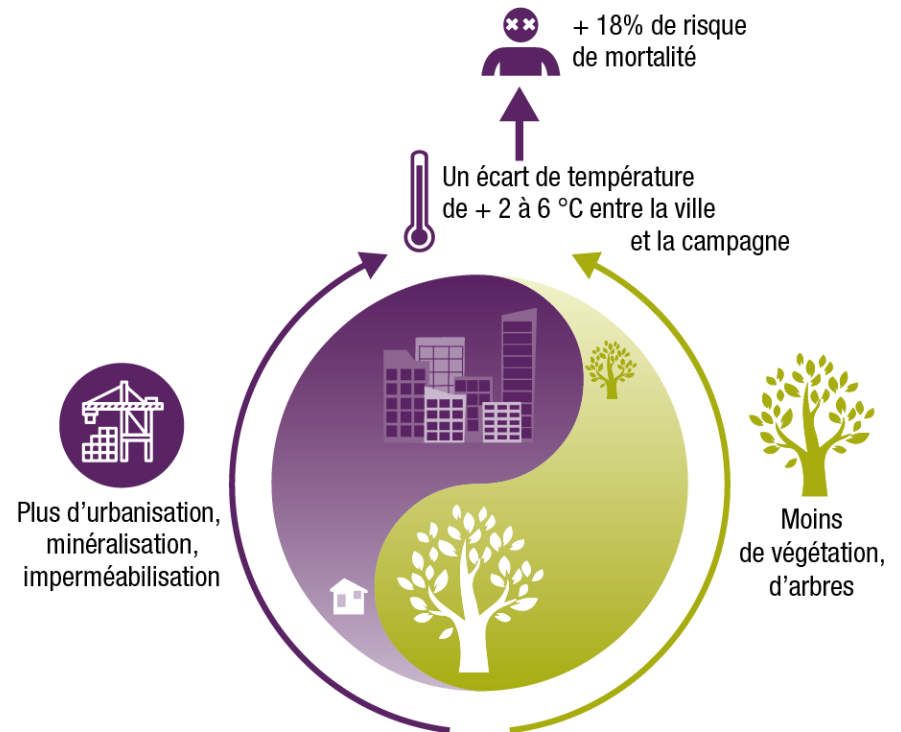 + 18% de risque
de mortalité
Un écart de température
de + 2 à 6 °C entre la ville
et la campagne
Plus d’urbanisation,
minéralisation,
imperméabilisation
Moins
de végétation,
d’arbres